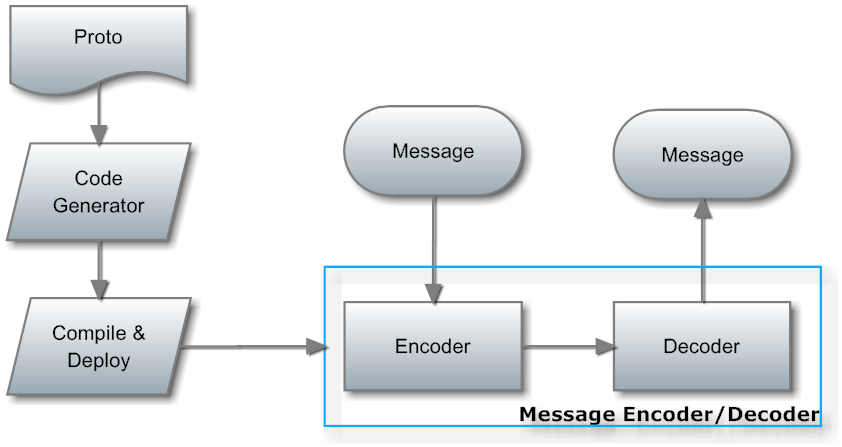 Proto
Code
Generator
Compile &
Deploy
Message
Message
Encoder
Decoder
Message Encoder/Decoder